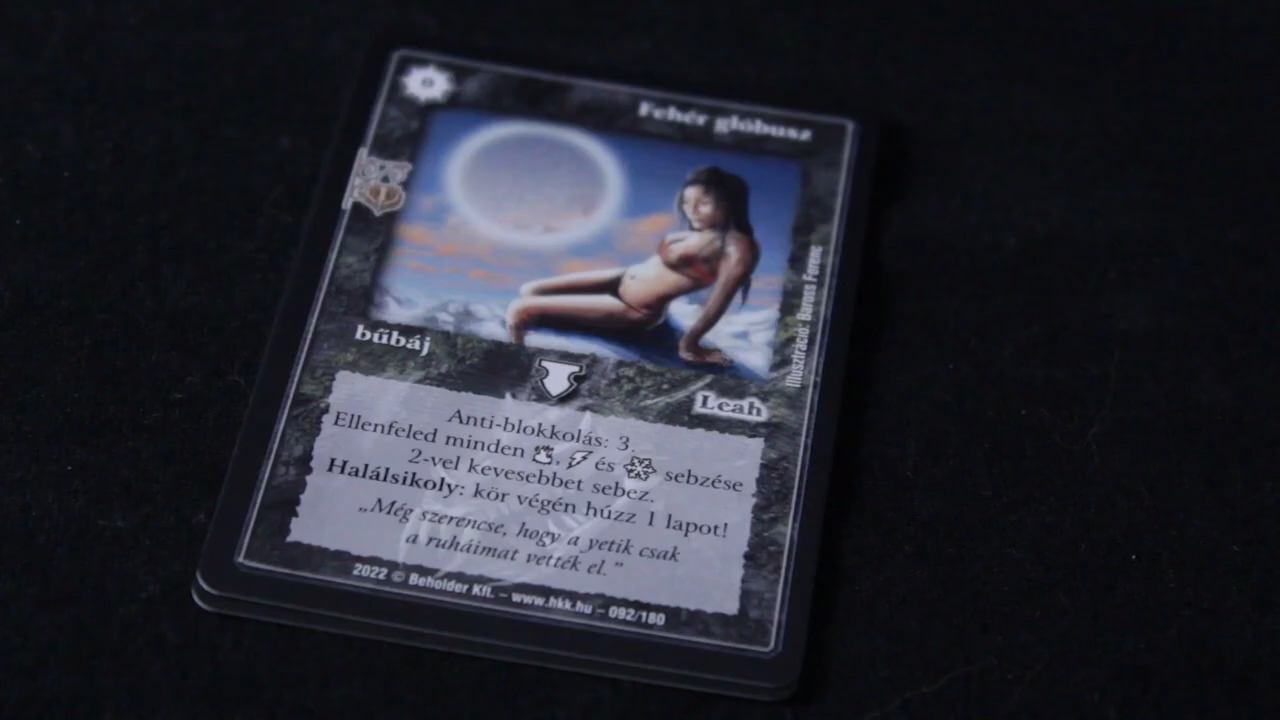 Fehér glóbusz
Illusztráció: Boross Ferenc
bűbáj
Leah
Anti-blokkolás: 3.
Ellenfeled minden , és sebzése
2-vel kevesebbet sebez.
Halálsikoly: kör végén húzz 1 lapot!
„Még szerencse, hogy a yetik csak
a ruháimat vették el.”
2022 © Beholder Kft. – www.hkk.hu – 092/180